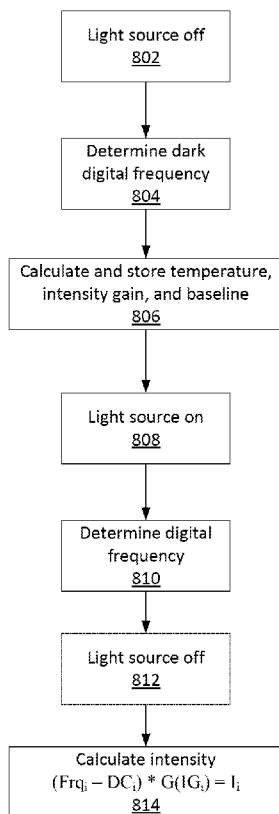 Light source off
802
Determine dark
digital frequency
804
Calculate and store temperature,
intensity gain, and baseline
806
Light source on
808
Determine digital
frequency
810
Light source off
812
Calculate intensity
(Frqᵢ – DCᵢ) * G(IGᵢ) = Iᵢ
814